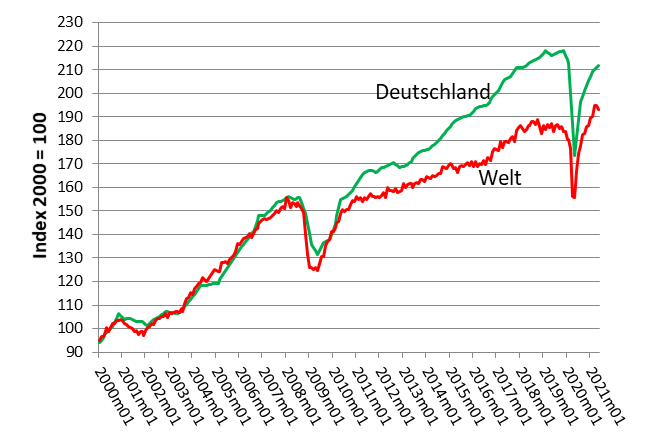 230
220
210
200
190
180
170
160
150
140
130
120
110
100
90
Index 2000 = 100
Deutschland
Welt
2000m01
2001m01
2002m01
2003m01
2004m01
2005m01
2006m01
2007m01
2008m01
2009m01
2010m01
2011m01
2012m01
2013m01
2014m01
2015m01
2016m01
2017m01
2018m01
2019m01
2020m01
2021m01